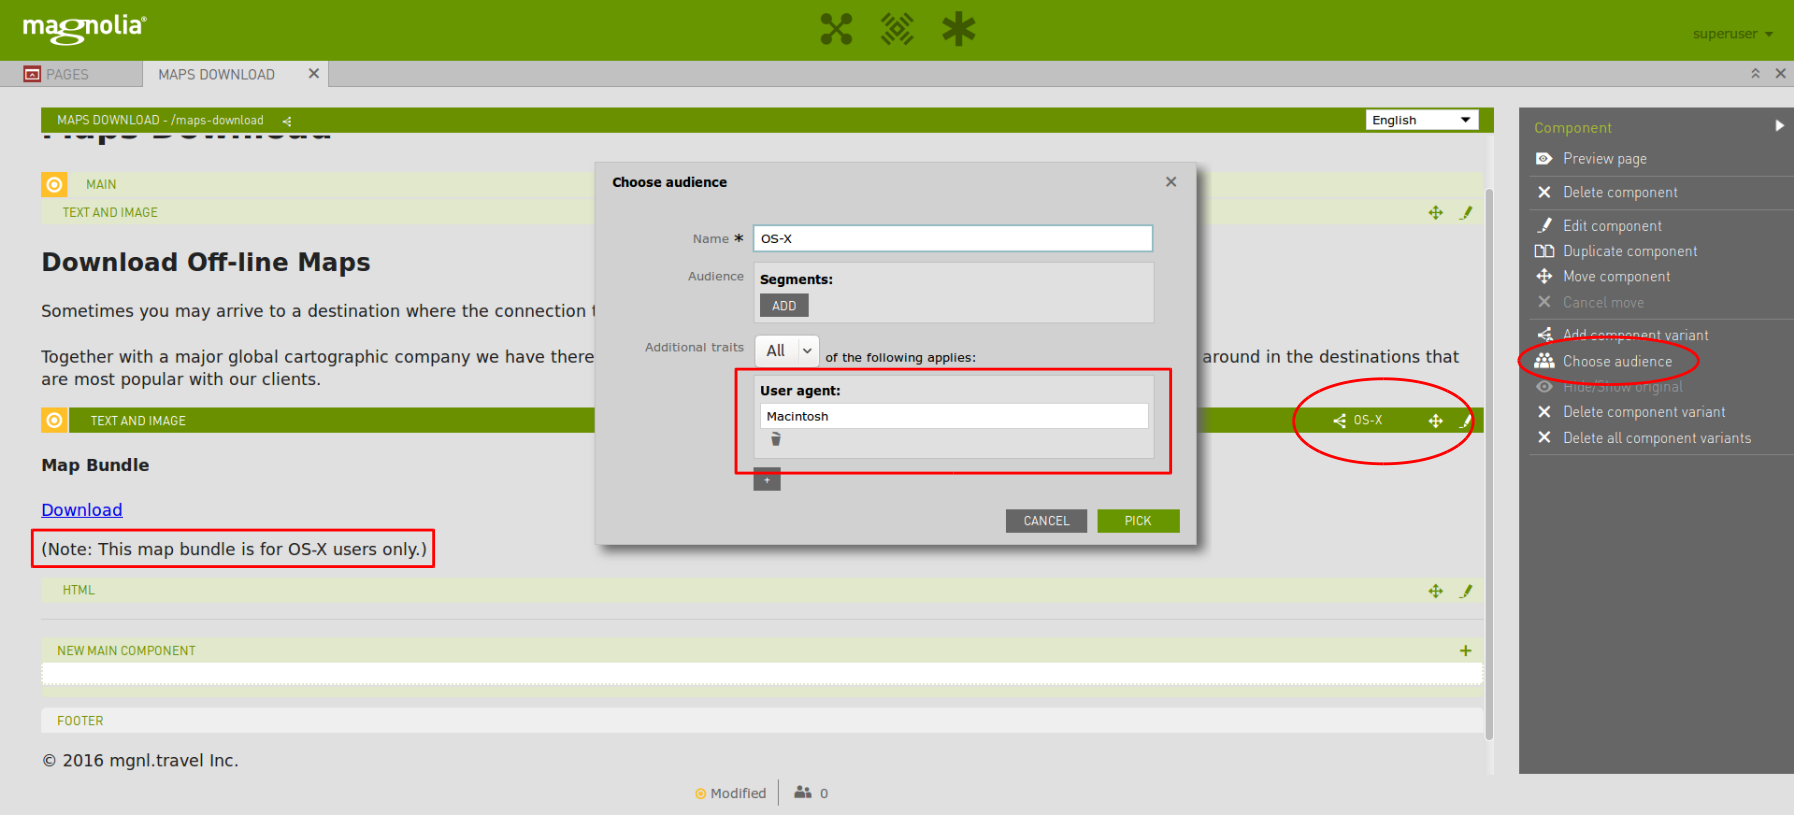 magnolia®
superuser
PAGES
MAPS DOWNLOAD
MAPS DOWNLOAD - /maps-download
English
Maps Download
MAIN
TEXT AND IMAGE
Download Off-line Maps
Sometimes you may arrive to a destination where the connection
Together with a major global cartographic company we have there
around in the destinations that
are most popular with our clients.
TEXT AND IMAGE
OS-X
Map Bundle
Download
(Note: This map bundle is for OS-X users only.)
HTML
NEW MAIN COMPONENT
+
FOOTER
© 2016 mgnl.travel Inc.
Modified
0
Choose audience
Name *
OS-X
Audience
Segments:
ADD
Additional traits
All
of the following applies:
User agent:
Macintosh
+
CANCEL
PICK
Component
Preview page
Delete component
Edit component
Duplicate component
Move component
Cancel move
Add component variant
Choose audience
Hide/Show original
Delete component variant
Delete all component variants